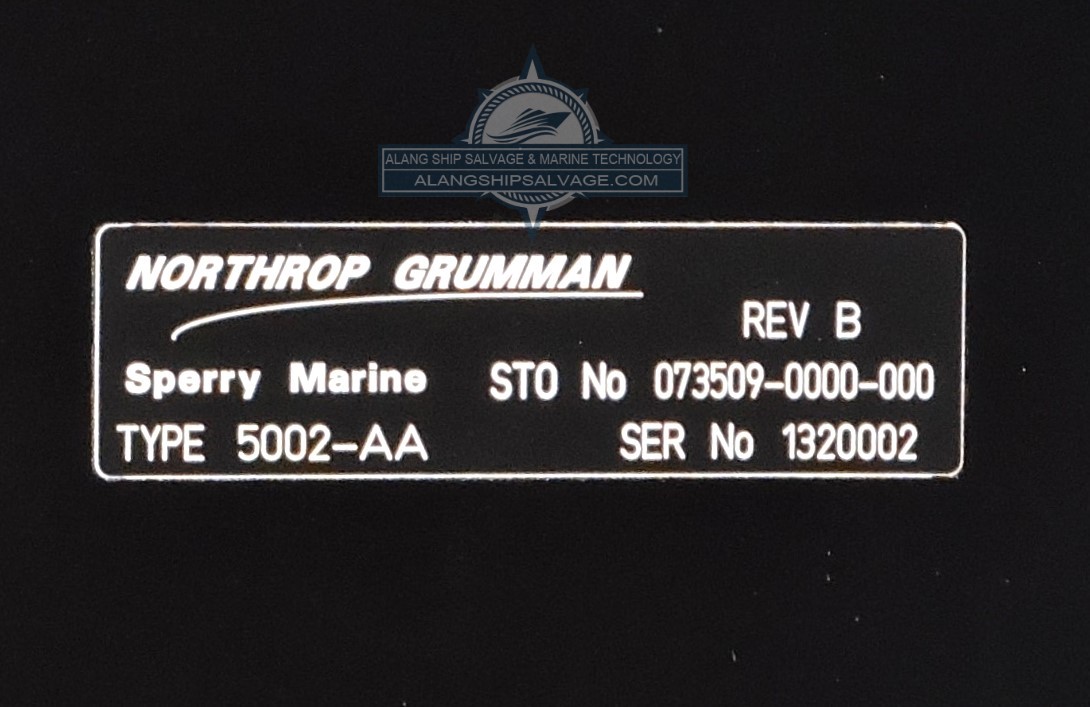 ALANG SHIP SALVAGE & MARINE TECHNOLOGY
ALANGSHIPSALVAGE.COM
NORTHROP GRUMMAN
REV B
Sperry Marine STO No 073509-0000-000
TYPE 5002-AA SER No 1320002